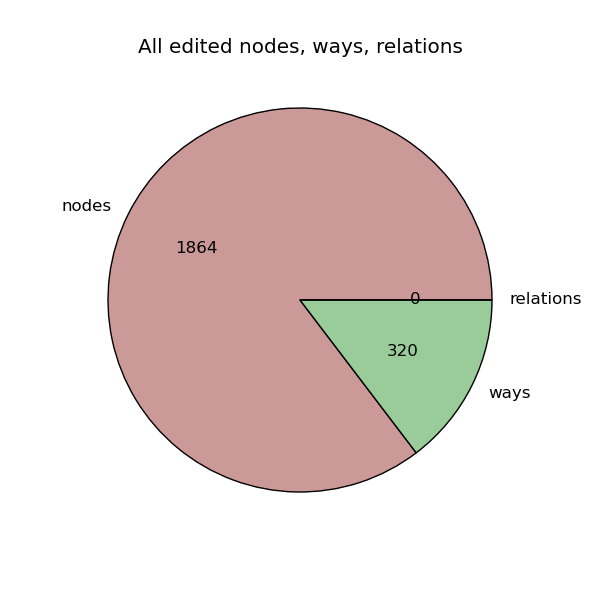 All edited nodes, ways, relations
nodes
1864
0
relations
320
ways